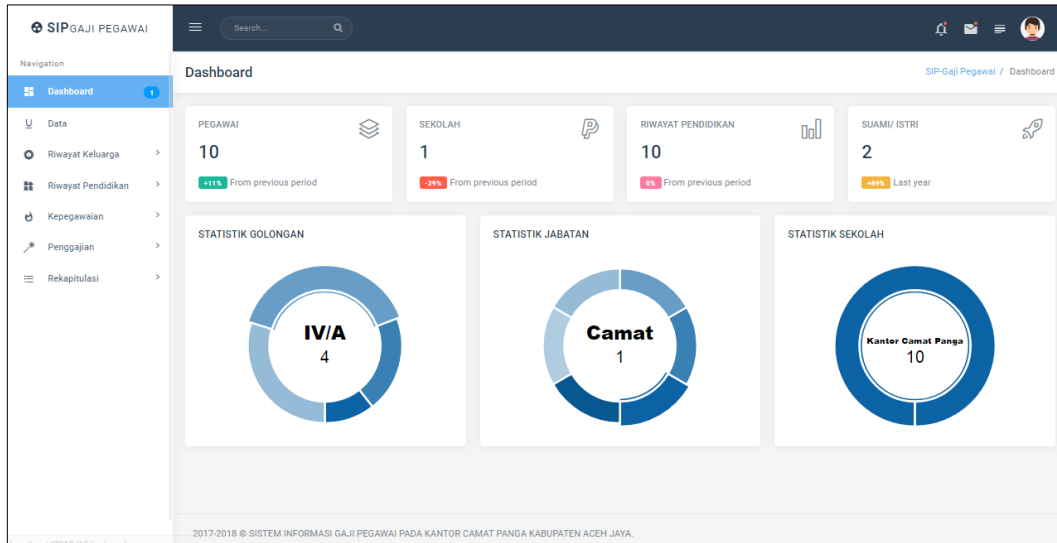 SIPGAJI PEGAWAI
Search...
Navigation
Dashboard 1
Data
Riwayat Keluarga
Riwayat Pendidikan
Kepegawaian
Penggajian
Rekapitulasi
Dashboard
SIP-Gaji Pegawai / Dashboard
PEGAWAI
10
+11% From previous period
SEKOLAH
1
-29% From previous period
RIWAYAT PENDIDIKAN
10
0% From previous period
SUAMI/ ISTRI
2
+89% Last year
STATISTIK GOLONGAN
IV/A
4
STATISTIK JABATAN
Camat
1
STATISTIK SEKOLAH
Kantor Camat Panga
10
2017-2018 © SISTEM INFORMASI GAJI PEGAWAI PADA KANTOR CAMAT PANGA KABUPATEN ACEH JAYA.